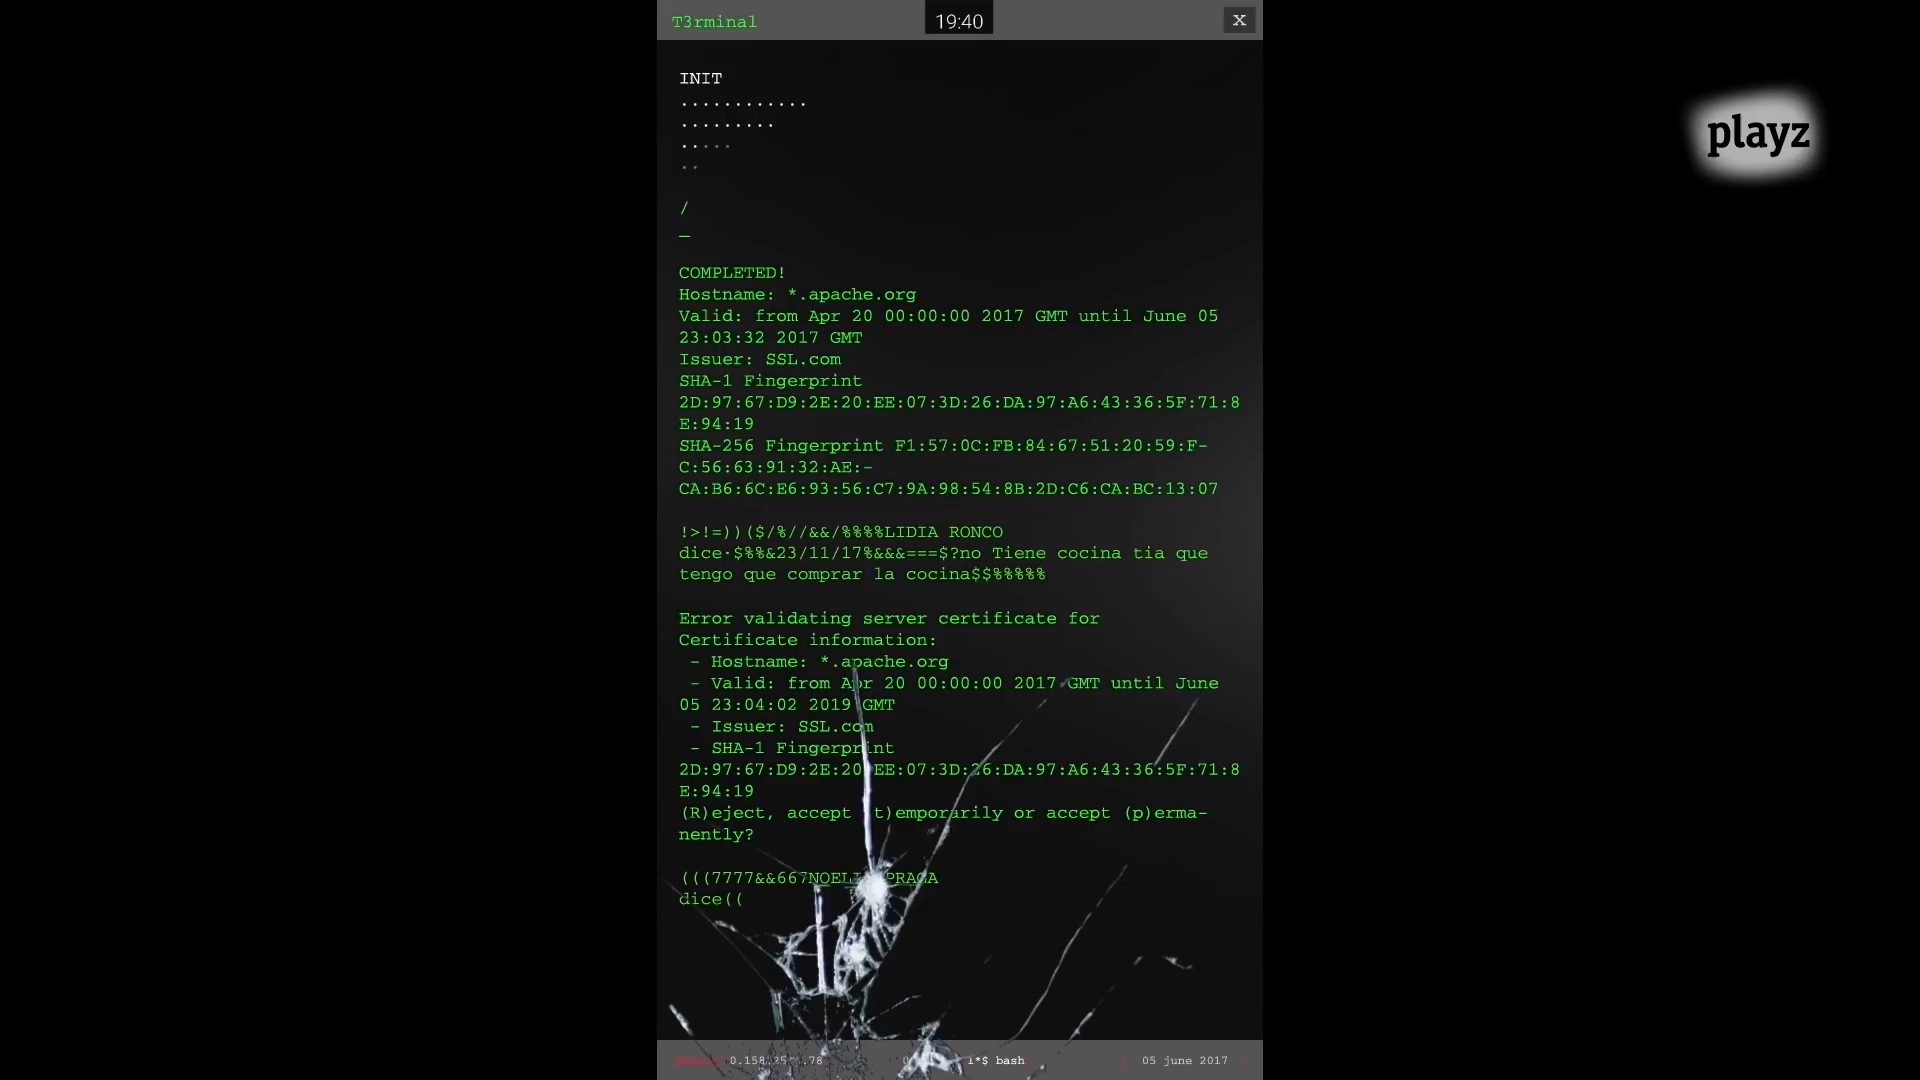 T3rminal 19:40 X
playz
INIT
............
.........
.....
..
/
_
COMPLETED!
Hostname: *.apache.org
Valid: from Apr 20 00:00:00 2017 GMT until June 05
23:03:32 2017 GMT
Issuer: SSL.com
SHA-1 Fingerprint
2D:97:67:D9:2E:20:EE:07:3D:26:DA:97:A6:43:36:5F:71:8
E:94:19
SHA-256 Fingerprint F1:57:0C:FB:84:67:51:20:59:F-
C:56:63:91:32:AE:-
CA:B6:6C:E6:93:56:C7:9A:98:54:8B:2D:C6:CA:BC:13:07
!>!=))($/%//&&/%%%%LIDIA RONCO
dice·$%%&23/11/17%&&&===$?no Tiene cocina tia que
tengo que comprar la cocina$$%%%%%
Error validating server certificate for
Certificate information:
- Hostname: *.apache.org
- Valid: from Apr 20 00:00:00 2017 GMT until June
05 23:04:02 2019 GMT
- Issuer: SSL.com
- SHA-1 Fingerprint
2D:97:67:D9:2E:20:EE:07:3D:26:DA:97:A6:43:36:5F:71:8
E:94:19
(R)eject, accept (t)emporarily or accept (p)erma-
nently?
(((7777&&667NOELIA PRAGA
dice((
bash 05 june 2017